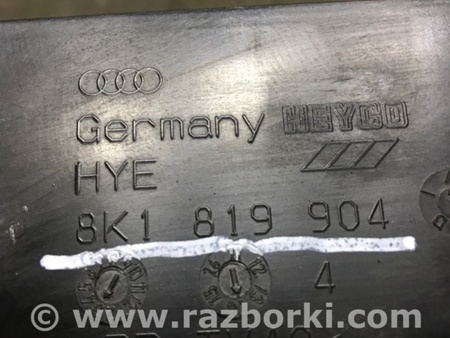 Germany HEYCO
HYE
8K1 819 904
4
© www.razborki.com